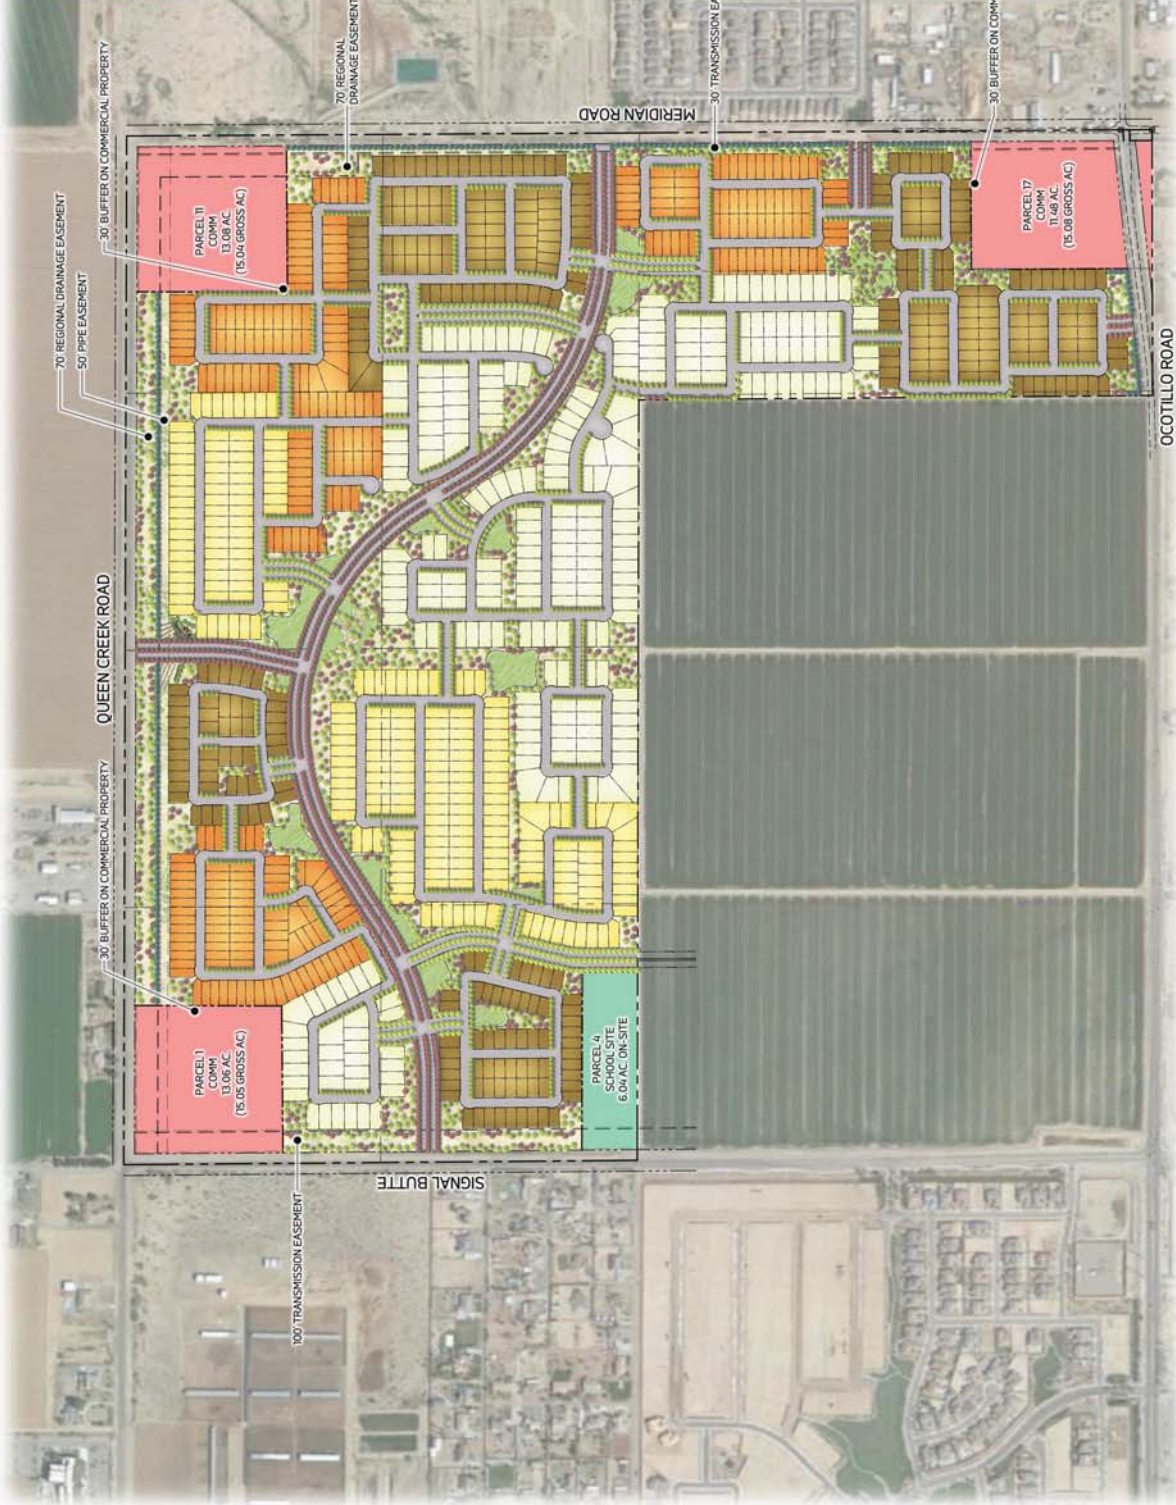 70' REGIONAL DRAINAGE EASEMENT
50' PIPE EASEMENT
30' BUFFER ON COMMERCIAL PROPERTY
70' REGIONAL
DRAINAGE EASEMENT
30' TRANSMISSION EA
30' BUFFER ON COMM
MERIDIAN ROAD
QUEEN CREEK ROAD
30' BUFFER ON COMMERCIAL PROPERTY
PARCEL 11
COMM
13.08 AC.
(15.04 GROSS AC)
PARCEL 17
COMM
11.48 AC.
(15.08 GROSS AC)
OCOTILLO ROAD
PARCEL 1
COMM
13.06 AC.
(15.05 GROSS AC)
PARCEL 4
SCHOOL SITE
6.04 AC. ON-SITE
SIGNAL BUTTE
100' TRANSMISSION EASEMENT